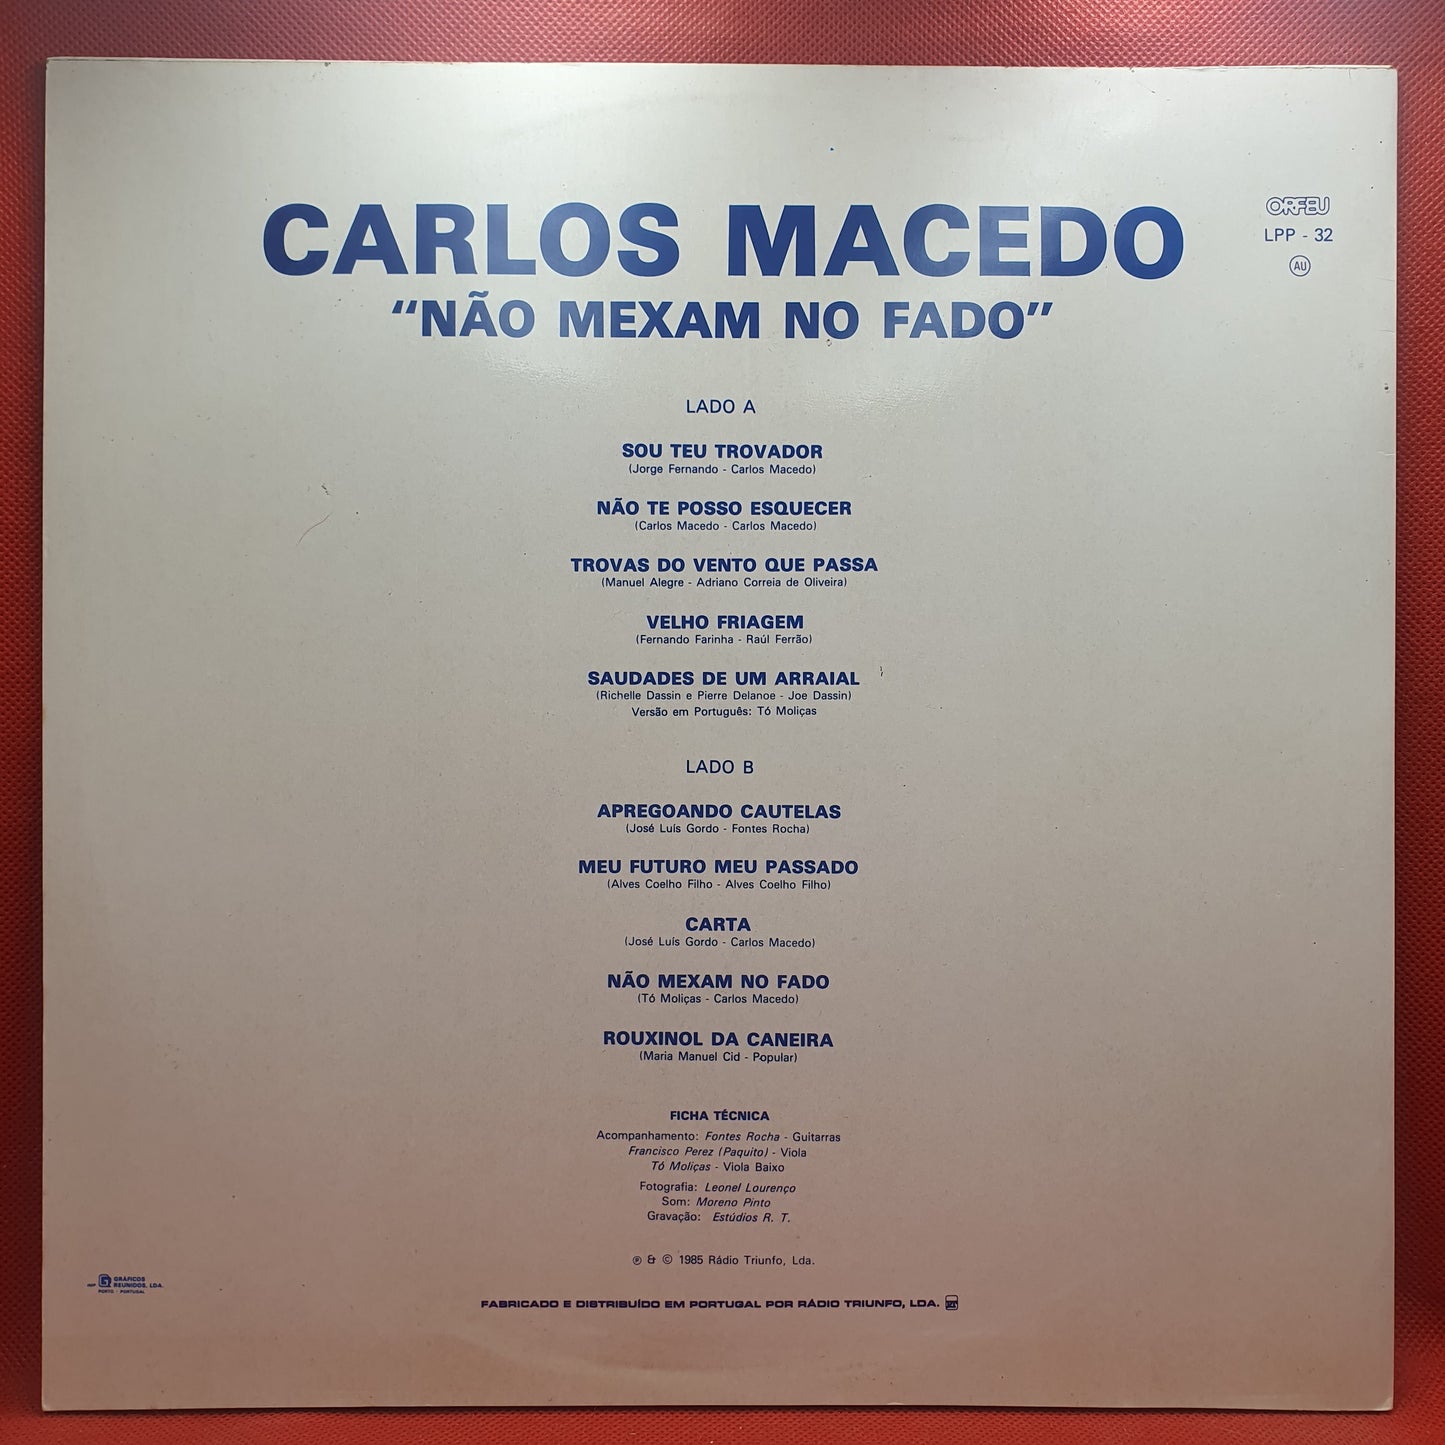 CARLOS MACEDO
“NÃO MEXAM NO FADO”
ORFEU
LPP - 32
AU
LADO A
SOU TEU TROVADOR
(Jorge Fernando - Carlos Macedo)
NÃO TE POSSO ESQUECER
(Carlos Macedo - Carlos Macedo)
TROVAS DO VENTO QUE PASSA
(Manuel Alegre - Adriano Correia de Oliveira)
VELHO FRIAGEM
(Fernando Farinha - Raúl Ferrão)
SAUDADES DE UM ARRAIAL
(Richelle Dassin e Pierre Delanoe - Joe Dassin)
Versão em Português: Tó Moliças
LADO B
APREGOANDO CAUTELAS
(José Luís Gordo - Fontes Rocha)
MEU FUTURO MEU PASSADO
(Alves Coelho Filho - Alves Coelho Filho)
CARTA
(José Luís Gordo - Carlos Macedo)
NÃO MEXAM NO FADO
(Tó Moliças - Carlos Macedo)
ROUXINOL DA CANEIRA
(Maria Manuel Cid - Popular)
FICHA TÉCNICA
Acompanhamento: Fontes Rocha - Guitarras
Francisco Perez (Paquito) - Viola
Tó Moliças - Viola Baixo
Fotografia: Leonel Lourenço
Som: Moreno Pinto
Gravação: Estúdios R. T.
℗ & © 1985 Rádio Triunfo, Lda.
GRÁFICOS
REUNIDOS, LDA.
PORTO - PORTUGAL
FABRICADO E DISTRIBUÍDO EM PORTUGAL POR RÁDIO TRIUNFO, LDA.